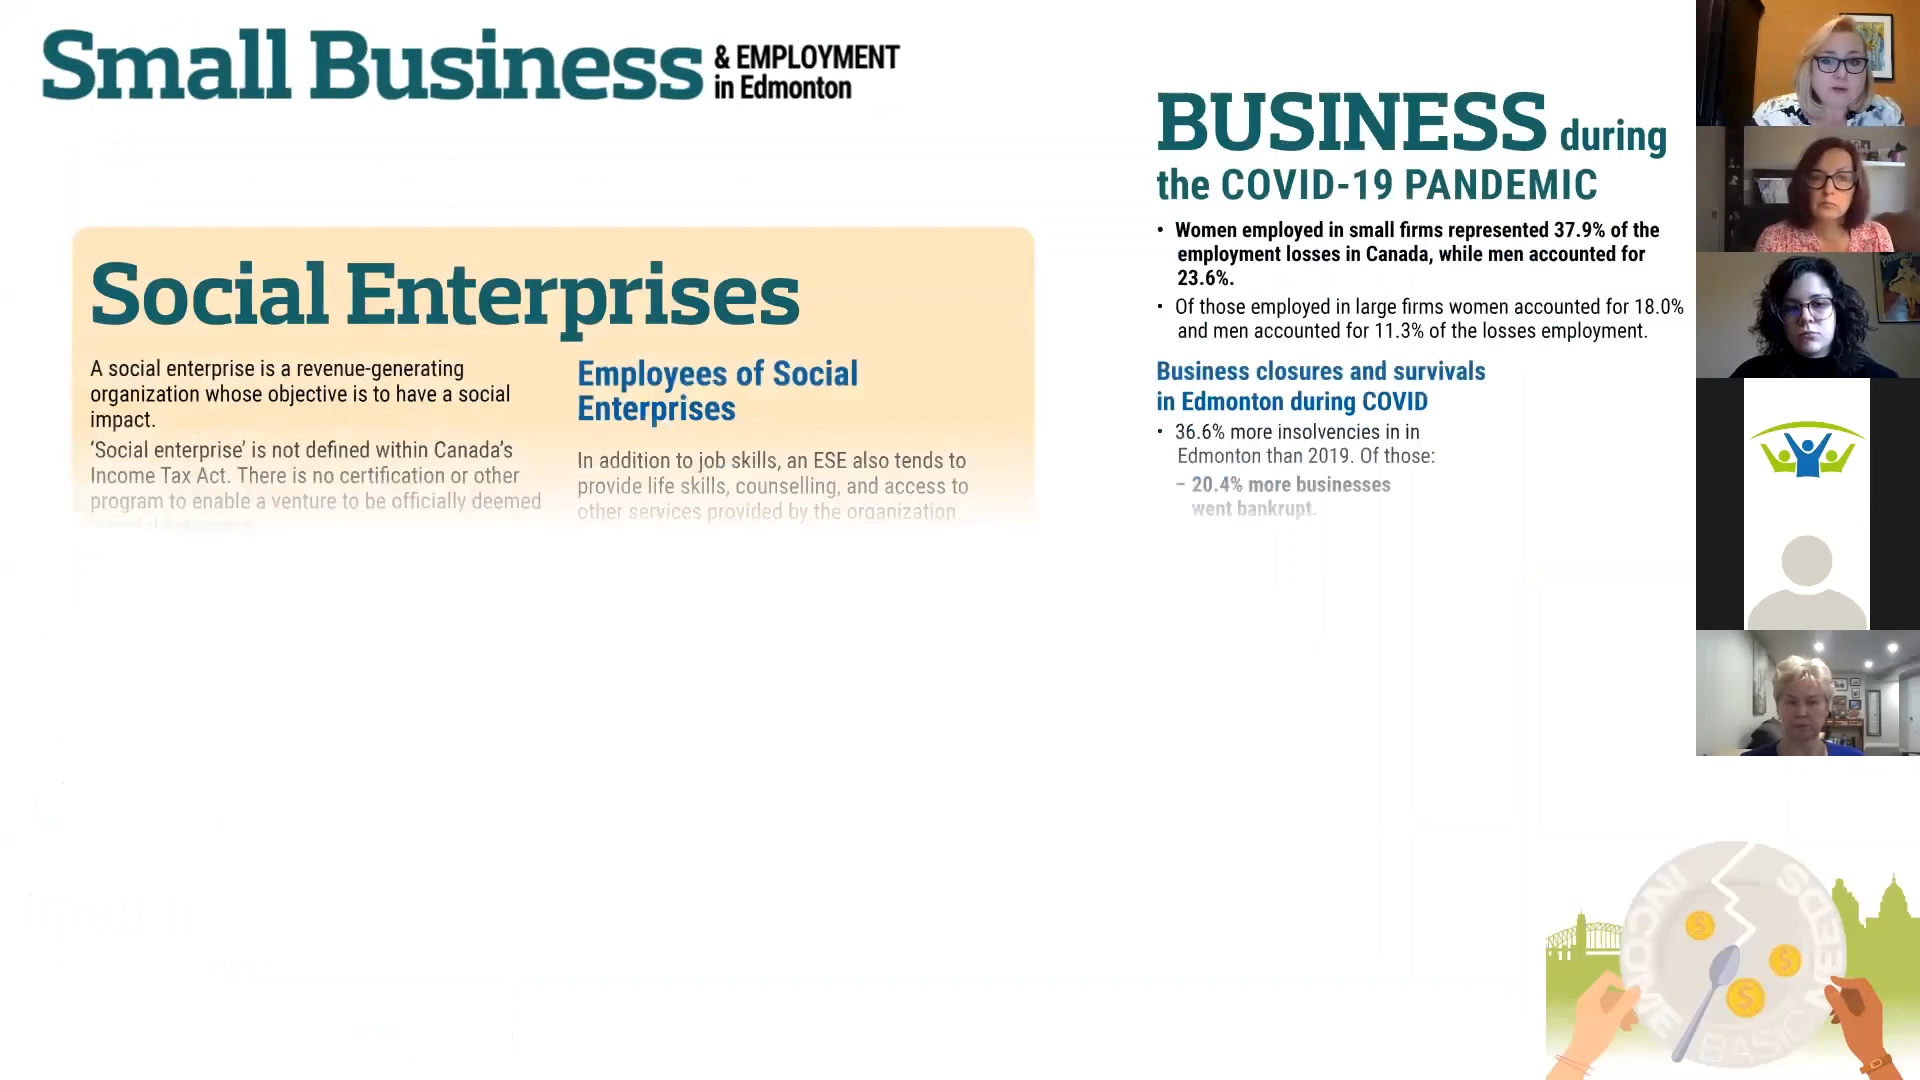 Small Business & EMPLOYMENT
in Edmonton
Social Enterprises
A social enterprise is a revenue-generating
organization whose objective is to have a social
impact.
‘Social enterprise’ is not defined within Canada’s
Income Tax Act. There is no certification or other
program to enable a venture to be officially deemed
Employees of Social
Enterprises
In addition to job skills, an ESE also tends to
provide life skills, counselling, and access to
other services provided by the organization
BUSINESS during
the COVID-19 PANDEMIC
• Women employed in small firms represented 37.9% of the
employment losses in Canada, while men accounted for
23.6%.
• Of those employed in large firms women accounted for 18.0%
and men accounted for 11.3% of the losses employment.
Business closures and survivals
in Edmonton during COVID
• 36.6% more insolvencies in in
Edmonton than 2019. Of those:
– 20.4% more businesses
went bankrupt.
INCOME
BASIC
NEEDS